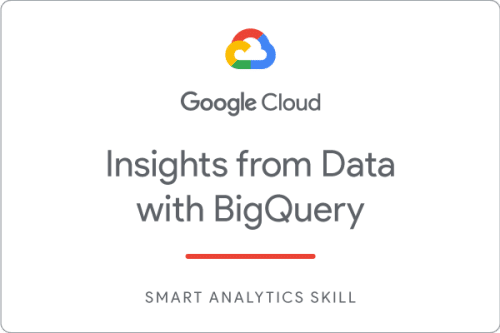 Google Cloud
Insights from Data
with BigQuery
SMART ANALYTICS SKILL